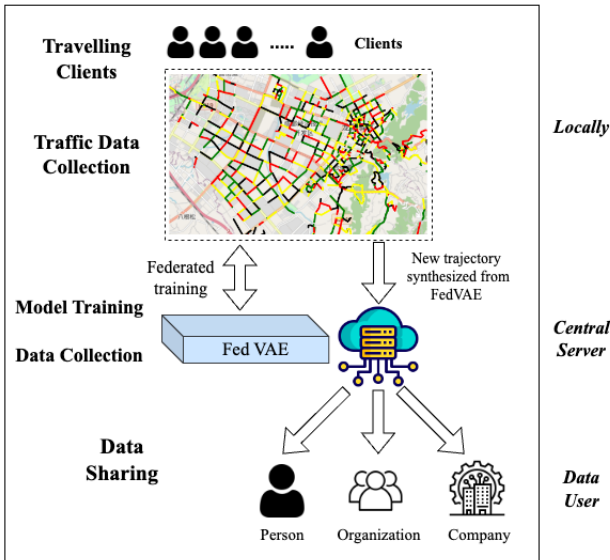 Travelling
Clients
.....
Clients
Traffic Data
Collection
Locally
Federated
training
New trajectory
synthesized from
FedVAE
Model Training
Data Collection
Fed VAE
Central
Server
Data
Sharing
Person
Organization
Company
Data
User